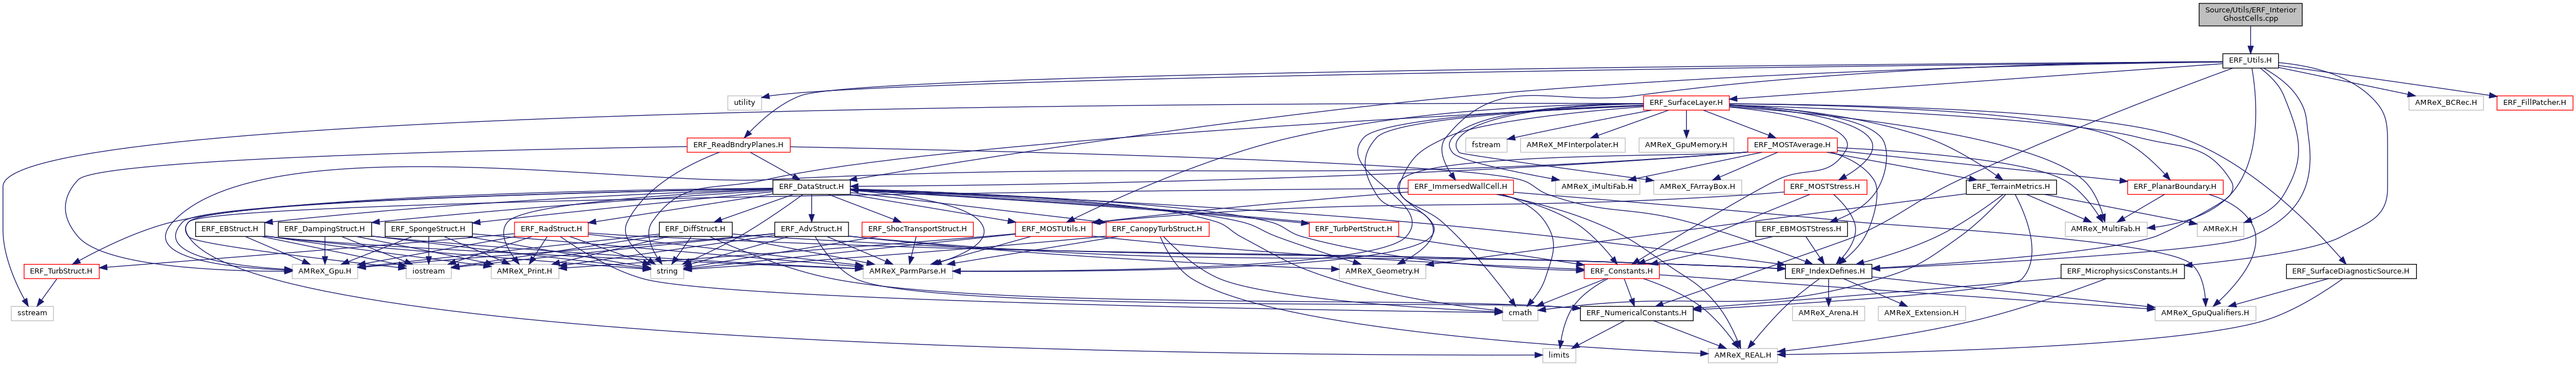 Source/Utils/ERF_Interior
GhostCells.cpp
ERF_Utils.H
utility
ERF_SurfaceLayer.H
AMReX_BCRec.H
ERF_FillPatcher.H
ERF_ReadBndryPlanes.H
fstream
AMReX_MFInterpolater.H
AMReX_GpuMemory.H
ERF_MOSTAverage.H
ERF_DataStruct.H
ERF_ImmersedWallCell.H
AMReX_iMultiFab.H
AMReX_FArrayBox.H
ERF_MOSTStress.H
ERF_TerrainMetrics.H
ERF_PlanarBoundary.H
ERF_EBStruct.H
ERF_DampingStruct.H
ERF_SpongeStruct.H
ERF_RadStruct.H
ERF_DiffStruct.H
ERF_AdvStruct.H
ERF_ShocTransportStruct.H
ERF_MOSTUtils.H
ERF_CanopyTurbStruct.H
ERF_TurbPertStruct.H
ERF_EBMOSTStress.H
AMReX_MultiFab.H
AMReX.H
ERF_TurbStruct.H
AMReX_Gpu.H
iostream
AMReX_Print.H
string
AMReX_ParmParse.H
AMReX_Geometry.H
ERF_Constants.H
ERF_IndexDefines.H
ERF_MicrophysicsConstants.H
ERF_SurfaceDiagnosticSource.H
sstream
cmath
ERF_NumericalConstants.H
AMReX_Arena.H
AMReX_Extension.H
AMReX_GpuQualifiers.H
limits
AMReX_REAL.H